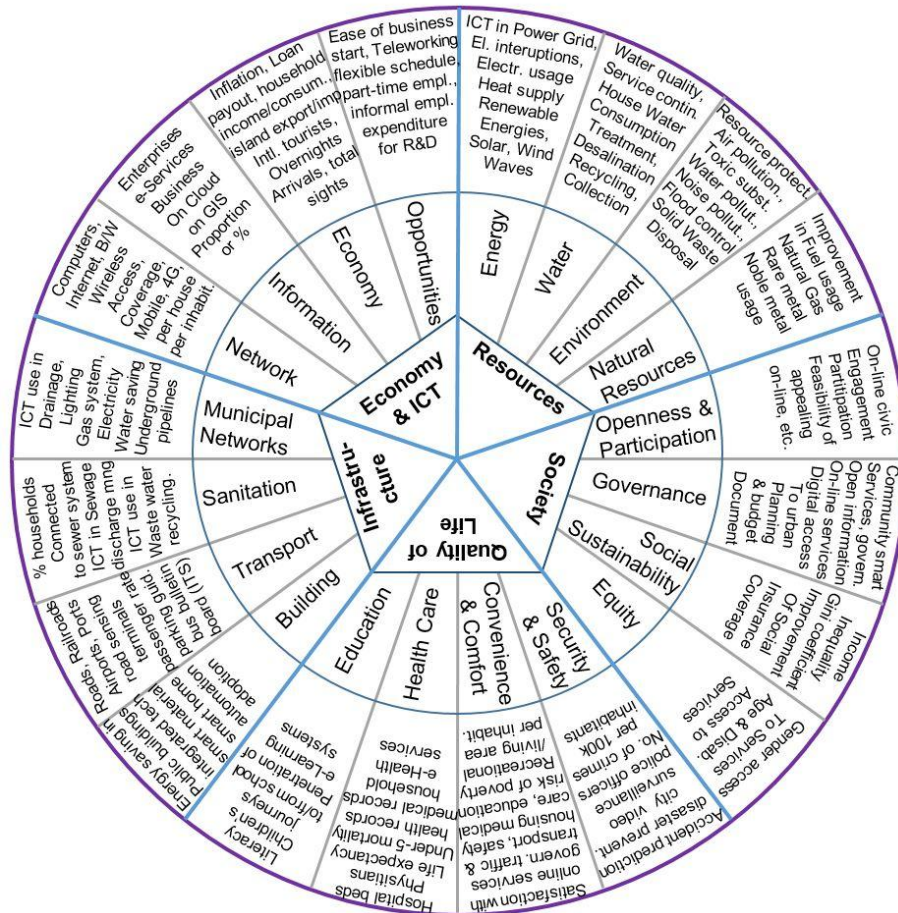 Resources
Energy
ICT in Power Grid,
El. interuptions,
Electr. usage
Heat supply
Renewable
Energies,
Solar, Wind
Waves
Water
Water quality,
Service contin.
House Water
Consumption
Treatment,
Desalination
Recycling,
Collection
Environment
Resource protect.
Air pollution.,
Toxic subst.
Water pollut.,
Noise pollut.,
Flood control
Solid Waste
Disposal
Natural
Resources
Improvement
in Fuel usage
Natural Gas
Rare metal
Noble metal
usage
Society
Openness &
Participation
On-line civic
Engagement
Partitipation
Feasibility of
appealing
on-line, etc.
Governance
Community smart
Services, govern.
Open information
On-line services
Digital access
To urban
Planning
& budget
Document
Social
Sustainability
Income
Inequality
Gini coefficient
Improvement
Of Social
Insurance
Coverage
Equity
Gender access
To Services
Age & Disab.
Access to
Services
Quality of
Life
Security
& Safety
Accident prediction
disaster prevent.
city video
surveillance
police officers
No. of crimes
per 100k
inhabitants
Convenience
& Comfort
Satisfaction with
online services
govern. traffic &
transport, safety,
housing medical
care, education,
risk of poverty
Recreational
/living area
per inhabit.
Health Care
Hospital beds
Physitians
Life expectancy
Under-5 mortality
health records
medical records
household
e-Health
services
Education
Literacy
Children's
journeys
to/from school
Penetration of
e-Learning
systems
Infrastru-
cture
Building
Energy saving in
Public buildings
integrated tech
smart material
smart home
automation
adoption
Transport
Roads, Railroads
Airports, Ports
road sensing
terminals
passenger rate
parking guid.
bus bulletin
board (ITS)
Sanitation
% households
Connected
to sewer system
ICT in Sewage
discharge mng
ICT use in
Waste water
recycling.
Municipal
Networks
ICT use in
Drainage,
Lighting
Gas system,
Electricity
Water saving
Underground
pipelines
Economy
& ICT
Network
Computers,
Internet, B/W
Wireless
Access,
Coverage,
Mobile, 4G,
per house
per inhabit.
Information
Enterprises
e-Services
Business
On Cloud
on GIS
Proportion
or %
Economy
Inflation, Loan
payout, household
income/consum.,
island export/imp
Intl. tourists,
Overnights
Arrivals, total
sights
Opportunities
Ease of business
start, Teleworking
flexible schedule,
part-time empl.,
informal empl.
expenditure
for R&D